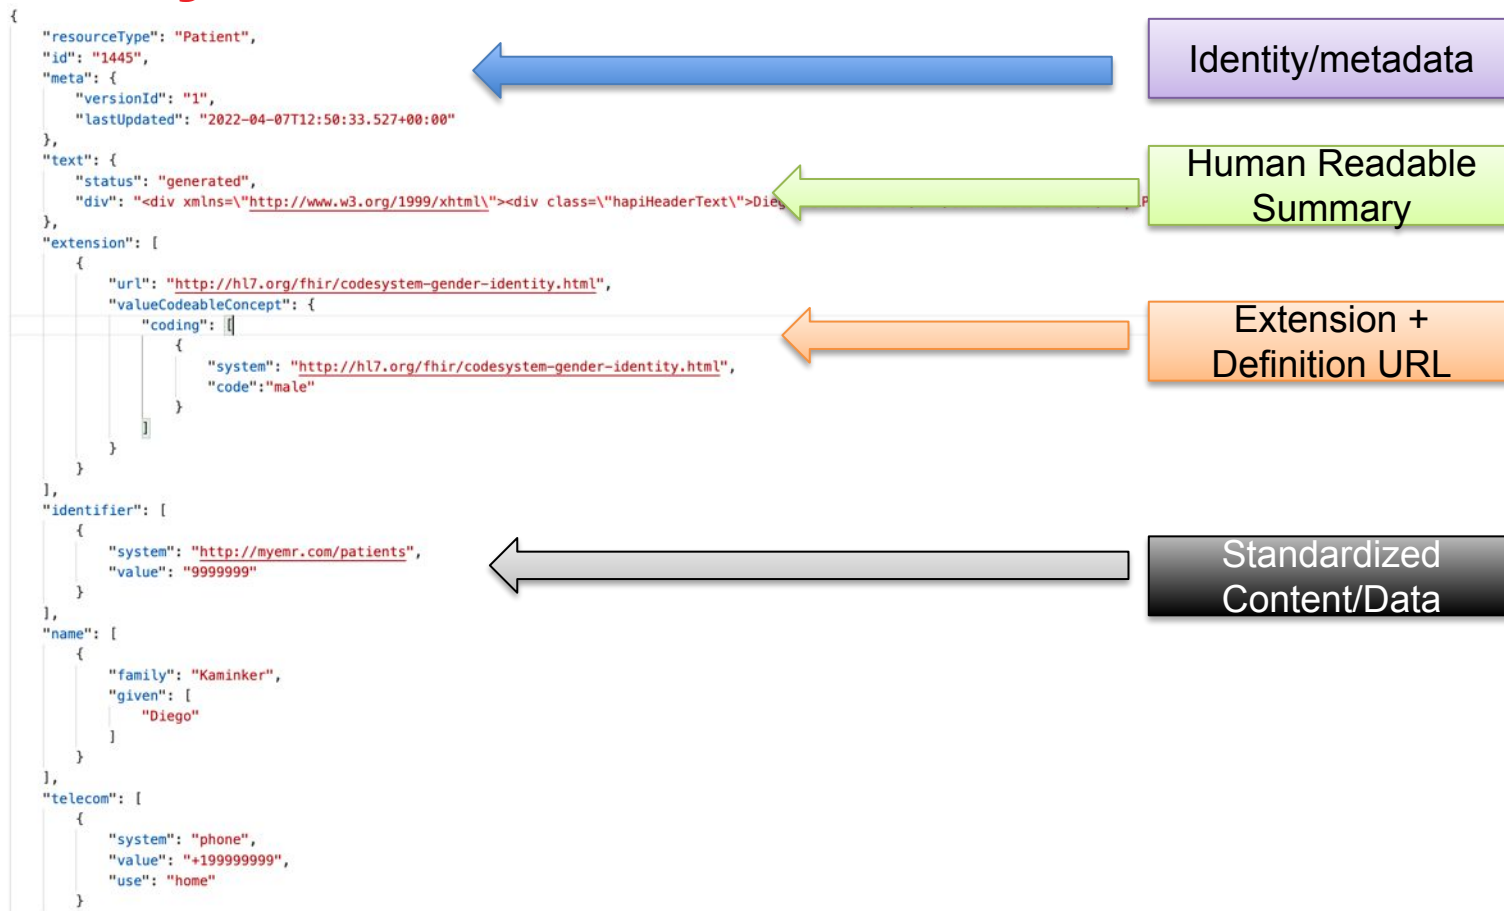 {
"resourceType": "Patient",
"id": "1445",
"meta": {
"versionId": "1",
"lastUpdated": "2022-04-07T12:50:33.527+00:00"
},
"text": {
"status": "generated",
"div": "<div xmlns=\"http://www.w3.org/1999/xhtml\"><div class=\"hapiHeaderText\">Dieg
},
"extension": [
{
"url": "http://hl7.org/fhir/codesystem-gender-identity.html",
"valueCodeableConcept": {
"coding": [
{
"system": "http://hl7.org/fhir/codesystem-gender-identity.html",
"code":"male"
}
]
}
}
],
"identifier": [
{
"system": "http://myemr.com/patients",
"value": "9999999"
}
],
"name": [
{
"family": "Kaminker",
"given": [
"Diego"
]
}
],
"telecom": [
{
"system": "phone",
"value": "+199999999",
"use": "home"
}
Identity/metadata
Human Readable
Summary
Extension +
Definition URL
Standardized
Content/Data